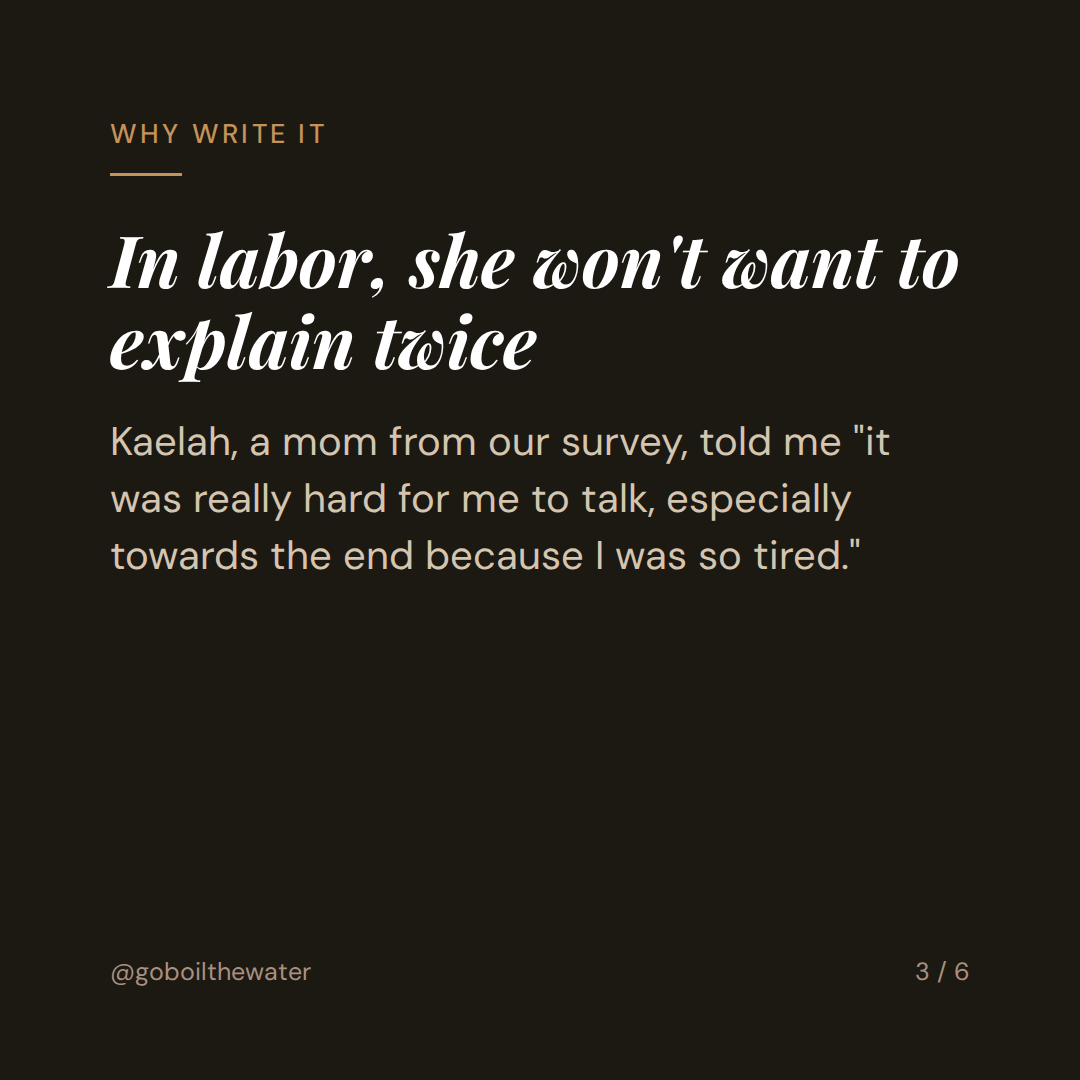 WHY WRITE IT
In labor, she won't want to
explain twice
Kaelah, a mom from our survey, told me "it
was really hard for me to talk, especially
towards the end because I was so tired."
@goboilthewater
3 / 6